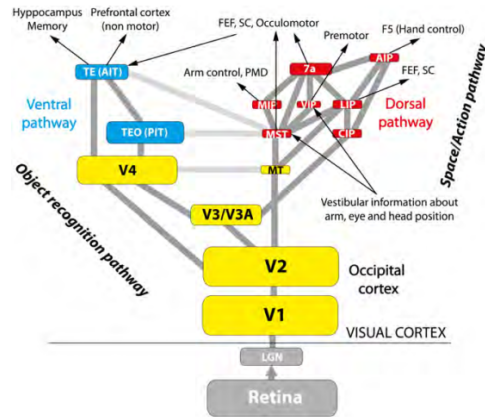 Hyppocampus
Memory
Prefrontal cortex
(non motor)
FEF, SC, Occulomotor
Premotor
F5 (Hand control)
TE (AIT)
7a
AIP
Arm control, PMD
FEF, SC
MIP
VIP
LIP
Ventral
pathway
Dorsal
pathway
TEO (PIT)
MST
CIP
V4
MT
Space/Action pathway
V3/V3A
Vestibular information about
arm, eye and head position
Object recognition pathway
V2
Occipital
cortex
V1
VISUAL CORTEX
LGN
Retina